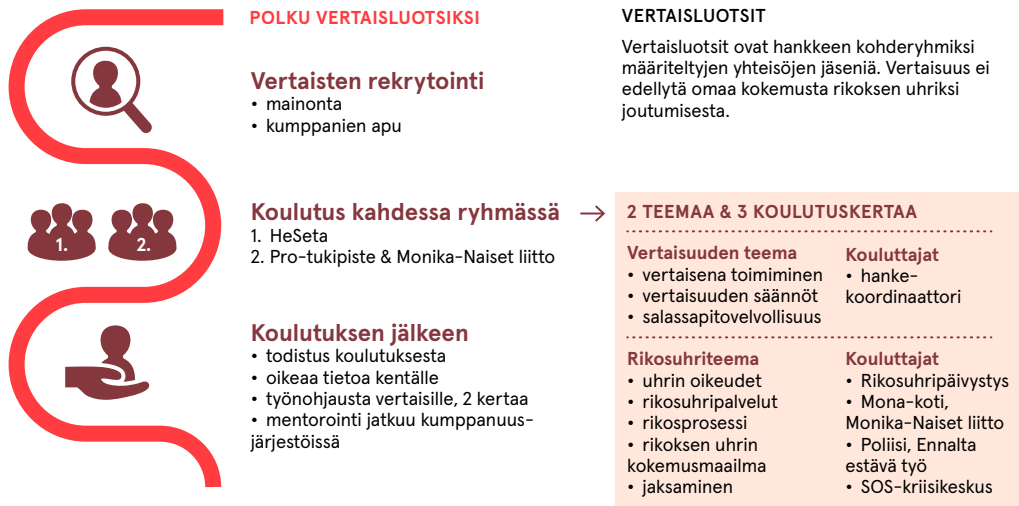 POLKU VERTAISLUOTSIKSI
Vertaisten rekrytointi
• mainonta
• kumppanien apu
1.
2.
Koulutus kahdessa ryhmässä
1. HeSeta
2. Pro-tukipiste & Monika-Naiset liitto
Koulutuksen jälkeen
• todistus koulutuksesta
• oikeaa tietoa kentälle
• työnohjausta vertaisille, 2 kertaa
• mentorointi jatkuu kumppanuus-
järjestöissä
VERTAISLUOTSIT
Vertaisluotsit ovat hankkeen kohderyhmiksi
määriteltyjen yhteisöjen jäseniä. Vertaisuus ei
edellytä omaa kokemusta rikoksen uhriksi
joutumisesta.
2 TEEMAA & 3 KOULUTUSKERTAA
Vertaisuuden teema
• vertaisena toimiminen
• vertaisuuden säännöt
• salassapitovelvollisuus
Kouluttajat
• hanke-
koordinaattori
Rikosuhriteema
• uhrin oikeudet
• rikosuhripalvelut
• rikosprosessi
• rikoksen uhrin
kokemusmaailma
• jaksaminen
Kouluttajat
• Rikosuhripäivystys
• Mona-koti,
Monika-Naiset liitto
• Poliisi, Ennalta
estävä työ
• SOS-kriisikeskus